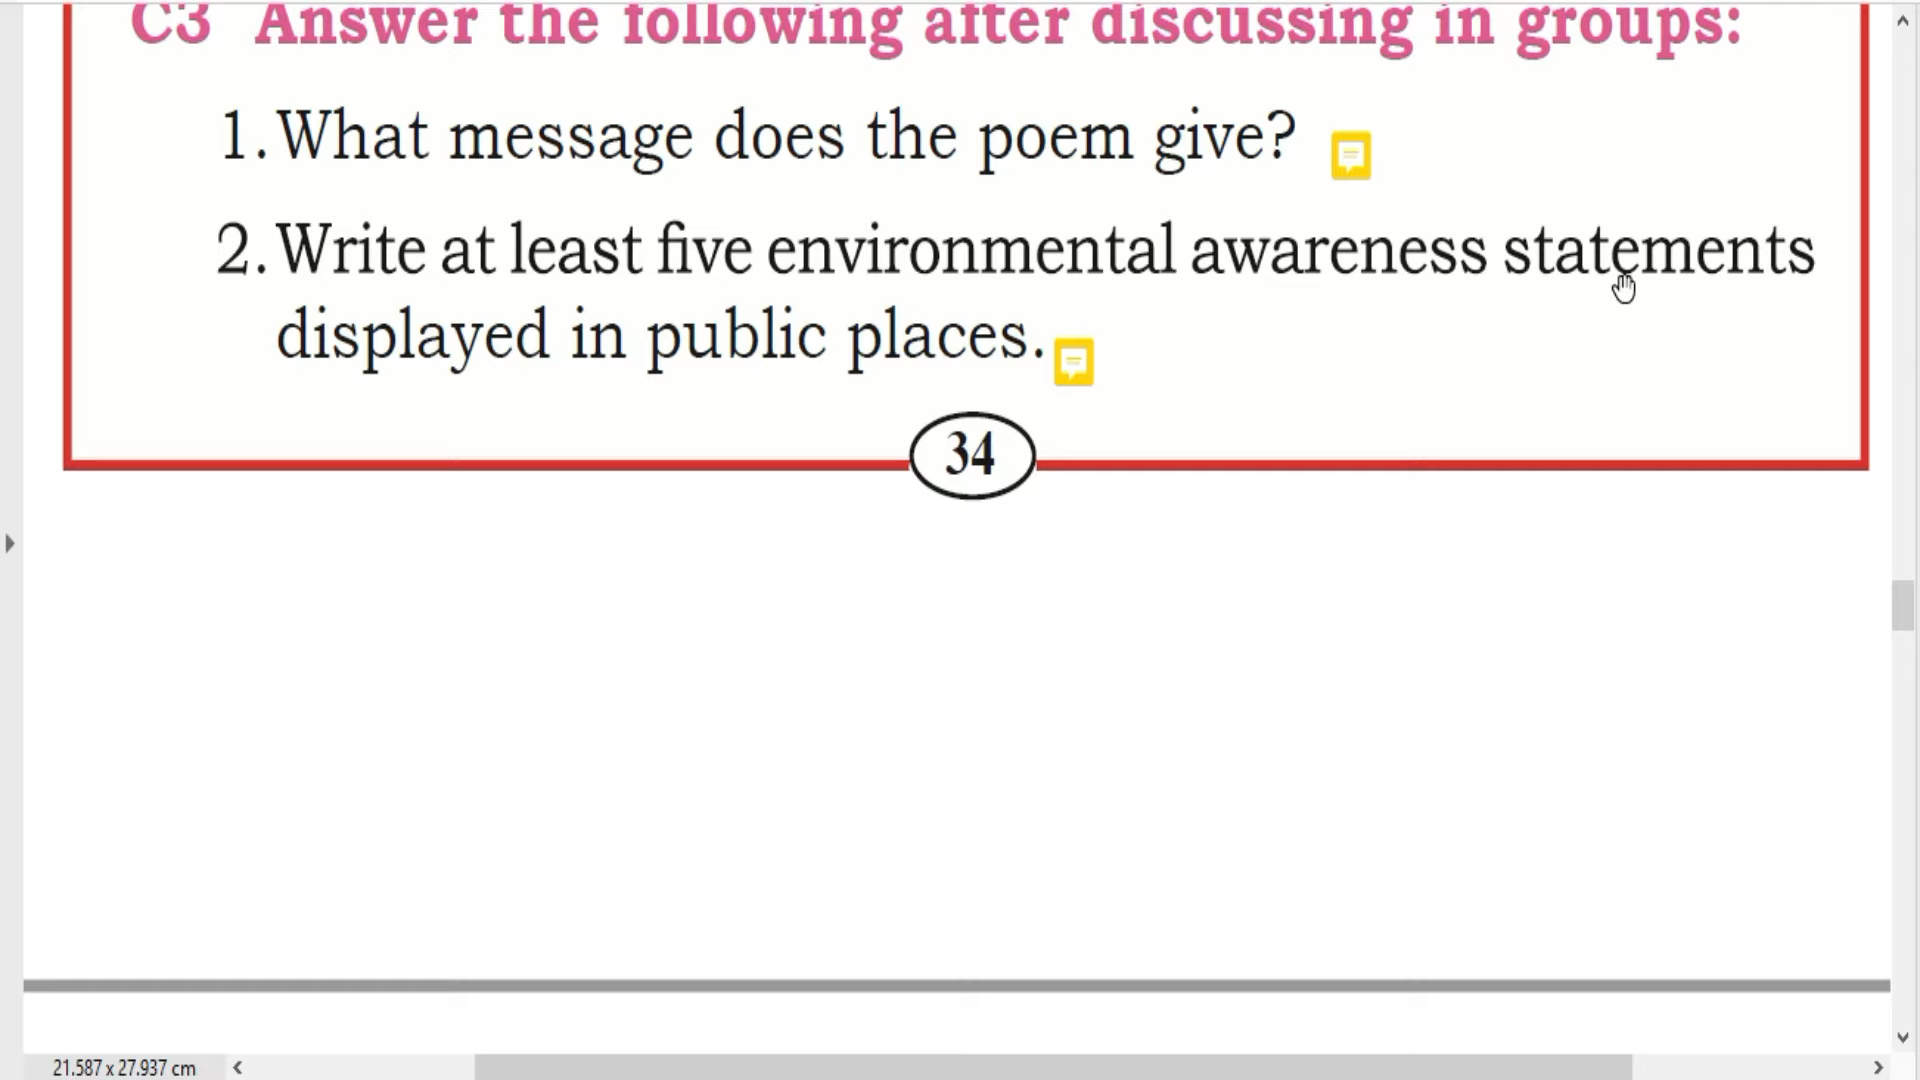 C3 Answer the following after discussing in groups:
1. What message does the poem give?
2. Write at least five environmental awareness statements
displayed in public places.
34
21.587 x 27.937 cm